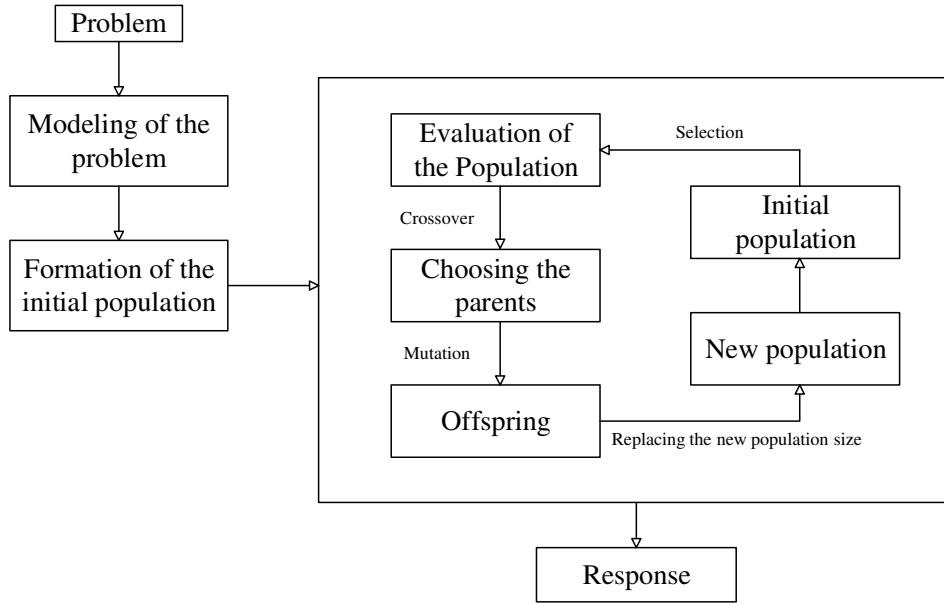 Problem
Modeling of the
problem
Formation of the
initial population
Evaluation of
the Population
Selection
Crossover
Initial
population
Choosing the
parents
Mutation
New population
Offspring
Replacing the new population size
Response